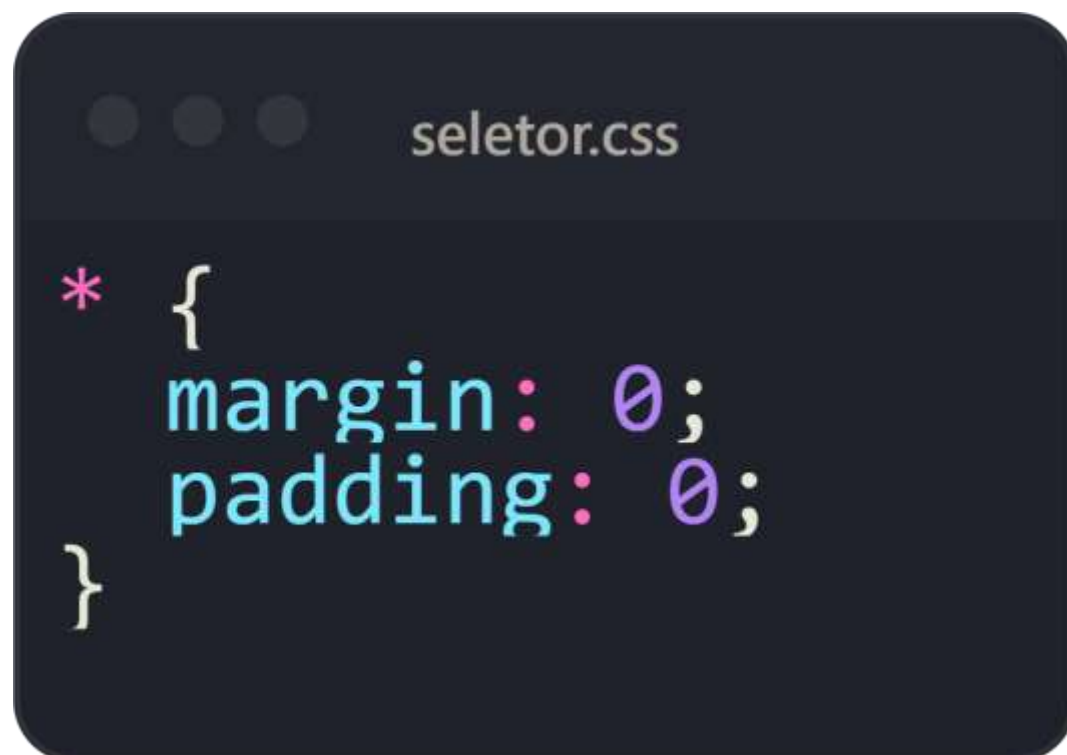 seletor.css
* {
margin: 0;
padding: 0;
}